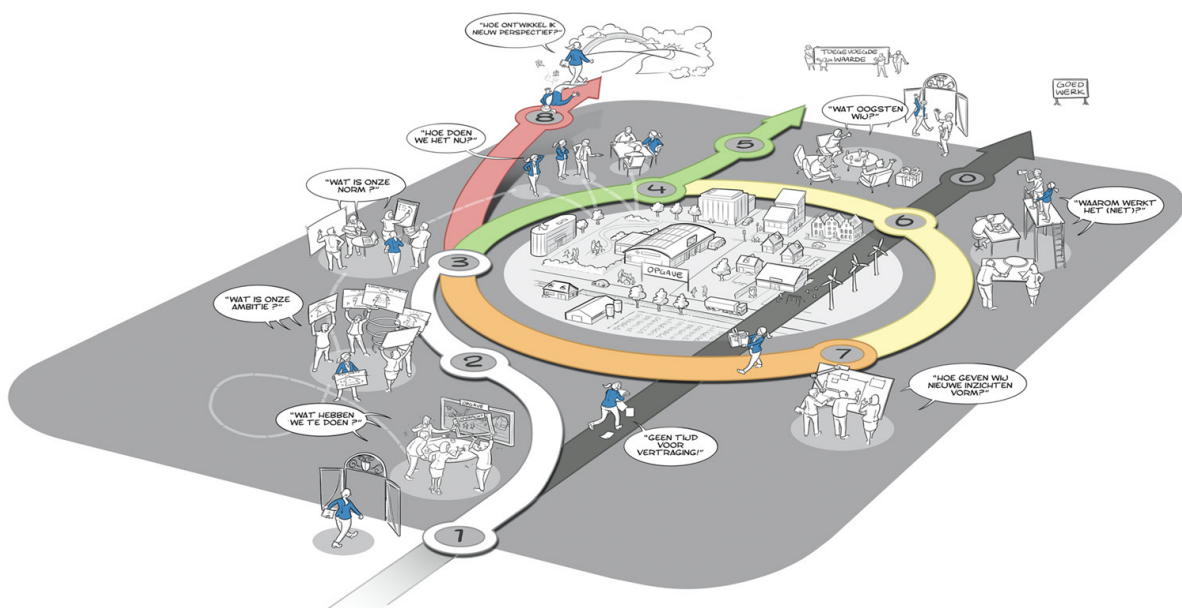 "HOE ONTWIKKEL IK
NIEUW PERSPECTIEF?"
TOEGEVOEGDE
WAARDE
GOED
WERK
8
"WAT OOGSTEN
WIJ?"
"HOE DOEN
WE HET NU?"
5
0
"WAT IS ONZE
NORM ?"
4
"WAAROM WERKT
HET (NIET)?"
6
3
OPGAVE
"WAT IS ONZE
AMBITIE ?"
7
2
"HOE GEVEN WIJ
NIEUWE INZICHTEN
VORM?"
OPGAVE
"WAT HEBBEN
WE TE DOEN ?"
"GEEN TIJD
VOOR
VERTRAGING!"
1